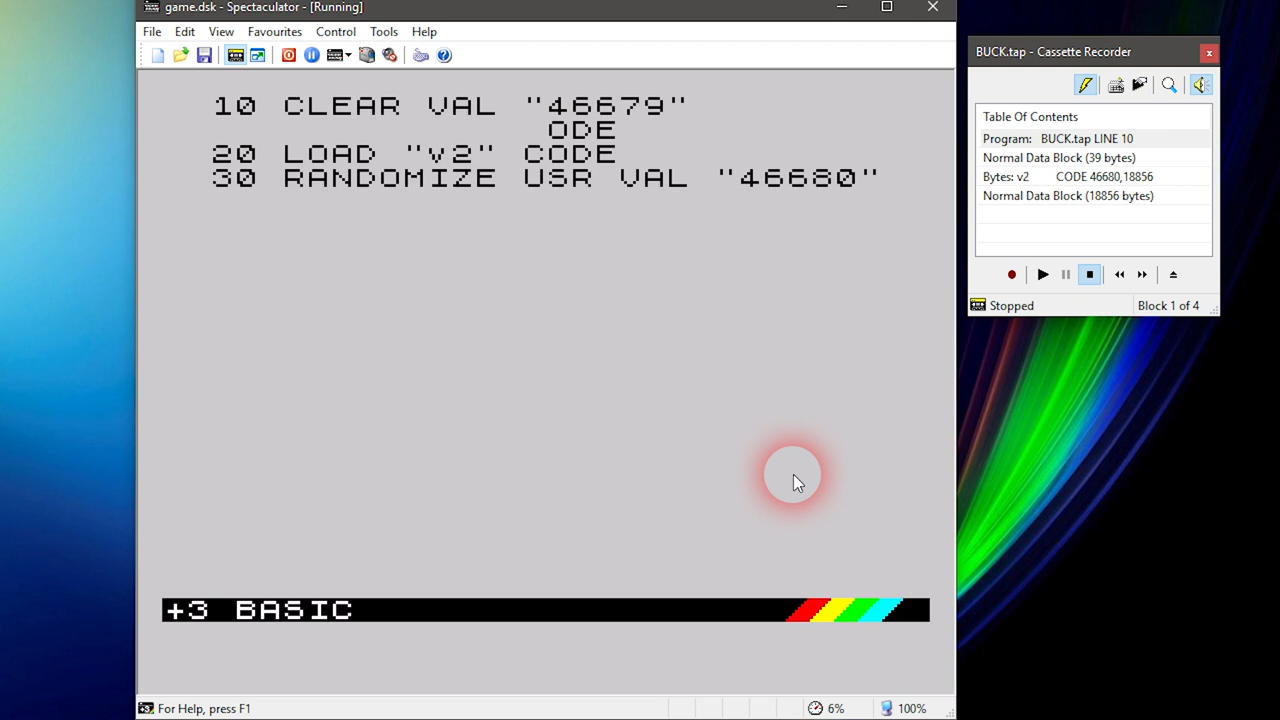 game.dsk - Spectaculator - [Running]
File Edit View Favourites Control Tools Help
10 CLEAR VAL "46679"
ODE
20 LOAD "v2" CODE
30 RANDOMIZE USR VAL "46680"
+3 BASIC
+3 For Help, press F1
6%
100%
BUCK.tap - Cassette Recorder
Table Of Contents
Program: BUCK.tap LINE 10
Normal Data Block (39 bytes)
Bytes: v2 CODE 46680,18856
Normal Data Block (18856 bytes)
Stopped
Block 1 of 4